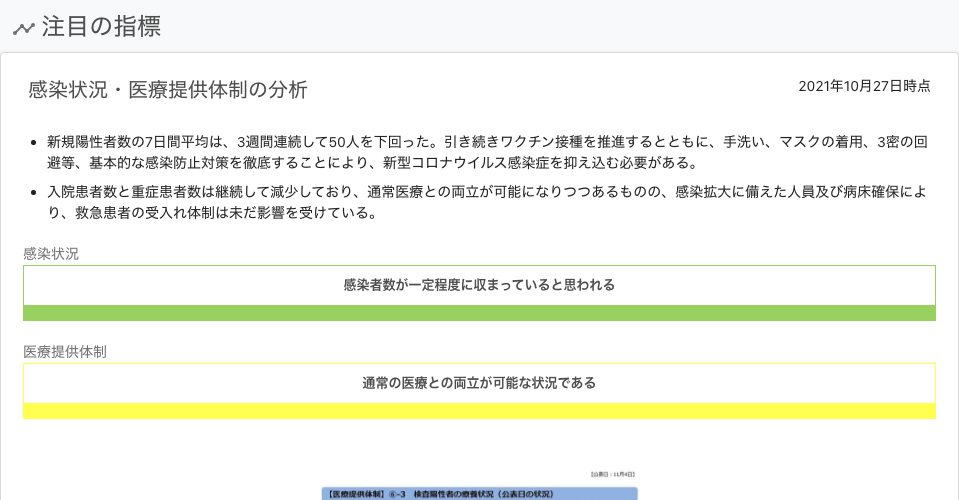 注目の指標
感染状況・医療提供体制の分析
2021年10月27日時点
新規陽性者数の7日間平均は、3週間連続して50人を下回った。引き続きワクチン接種を推進するとともに、手洗い、マスクの着用、3密の回
避等、基本的な感染防止対策を徹底することにより、新型コロナウイルス感染症を抑え込む必要がある。
入院患者数と重症患者数は継続して減少しており、通常医療との両立が可能になりつつあるものの、感染拡大に備えた人員及び病床確保によ
り、救急患者の受入れ体制は未だ影響を受けている。
感染状況
感染者数が一定程度に収まっていると思われる
医療提供体制
通常の医療との両立が可能な状況である
【公表日：11月4日】
【医療提供体制】⑥-3 検査陽性者の療養状況（公表日の状況）